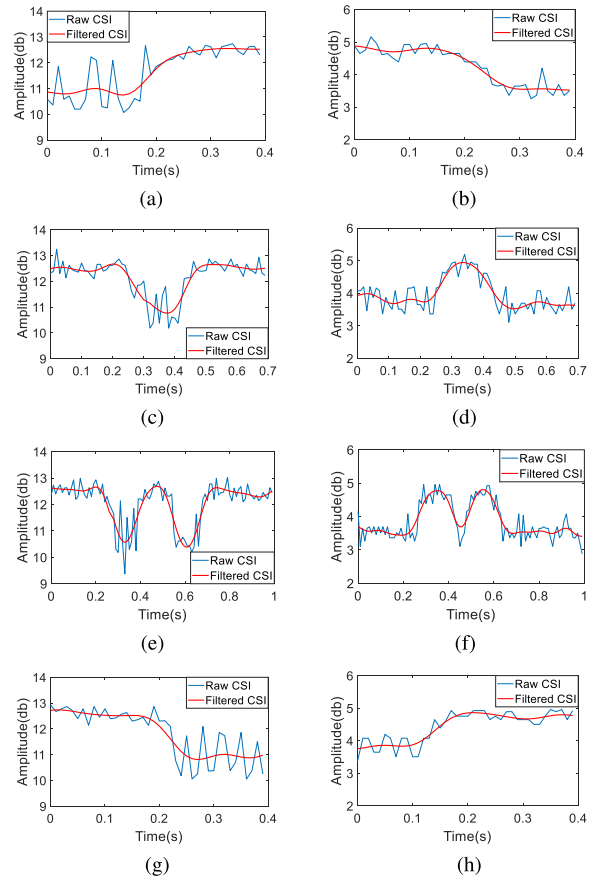 Amplitude(db)
14
13
12
11
10
9
Raw CSI
Filtered CSI
0
0.1
0.2
0.3
0.4
Time(s)
(a)
Amplitude(db)
6
5
4
3
2
Raw CSI
Filtered CSI
0
0.1
0.2
0.3
0.4
Time(s)
(b)
Amplitude(db)
14
13
12
11
10
9
Raw CSI
Filtered CSI
0
0.1
0.2
0.3
0.4
0.5
0.6
0.7
Time(s)
(c)
Amplitude(db)
6
5
4
3
2
Raw CSI
Filtered CSI
0
0.1
0.2
0.3
0.4
0.5
0.6
0.7
Time(s)
(d)
Amplitude(db)
14
13
12
11
10
9
Raw CSI
Filtered CSI
0
0.2
0.4
0.6
0.8
1
Time(s)
(e)
Amplitude(db)
6
5
4
3
2
Raw CSI
Filtered CSI
0
0.2
0.4
0.6
0.8
1
Time(s)
(f)
Amplitude(db)
14
13
12
11
10
9
Raw CSI
Filtered CSI
0
0.1
0.2
0.3
0.4
Time(s)
(g)
Amplitude(db)
6
5
4
3
2
Raw CSI
Filtered CSI
0
0.1
0.2
0.3
0.4
Time(s)
(h)